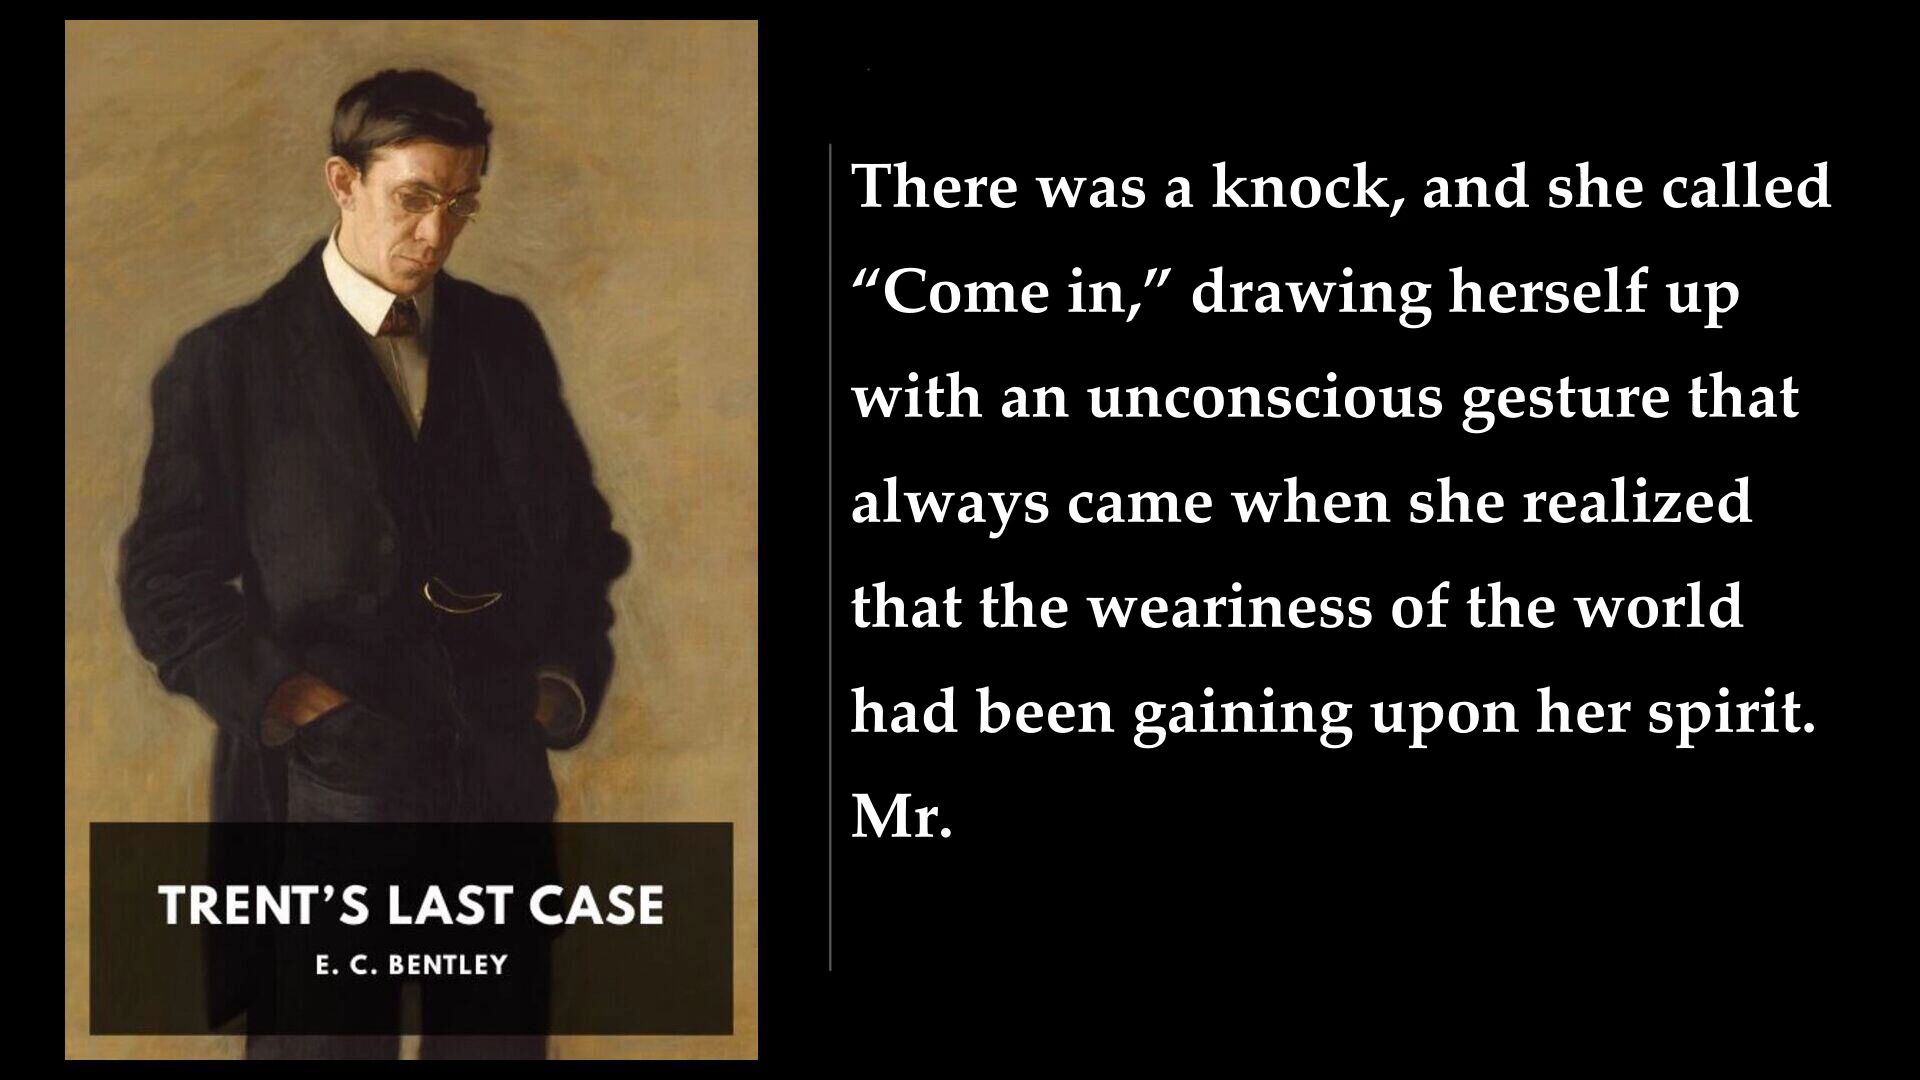 There was a knock, and she called
“Come in,” drawing herself up
with an unconscious gesture that
always came when she realized
that the weariness of the world
had been gaining upon her spirit.
Mr.
TRENT’S LAST CASE
E. C. BENTLEY